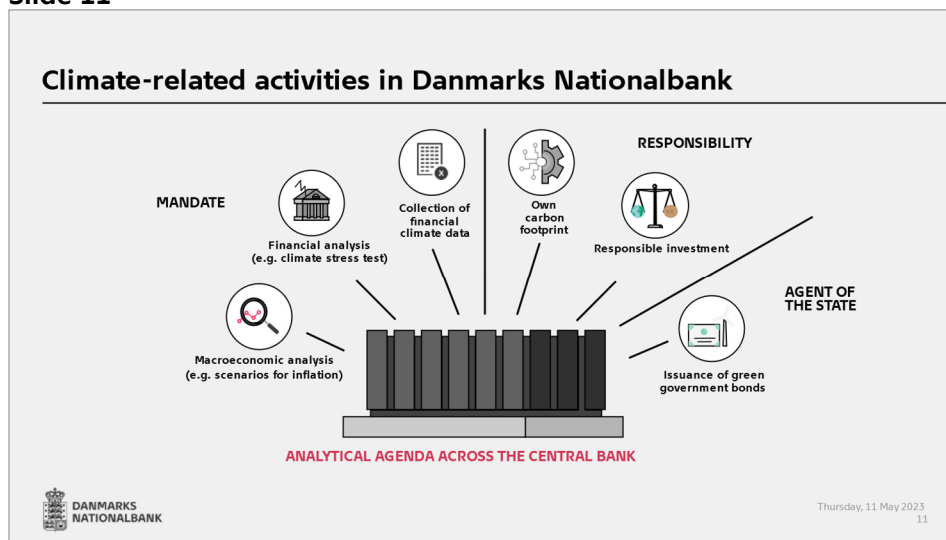 Slide 11
Climate-related activities in Danmarks Nationalbank
MANDATE
Macroeconomic analysis
(e.g. scenarios for inflation)
Financial analysis
(e.g. climate stress test)
Collection of
financial
climate data
X
RESPONSIBILITY
Own
carbon
footprint
Responsible investment
AGENT OF
THE STATE
Issuance of green
government bonds
ANALYTICAL AGENDA ACROSS THE CENTRAL BANK
DANMARKS
NATIONALBANK
Thursday, 11 May 2023
11